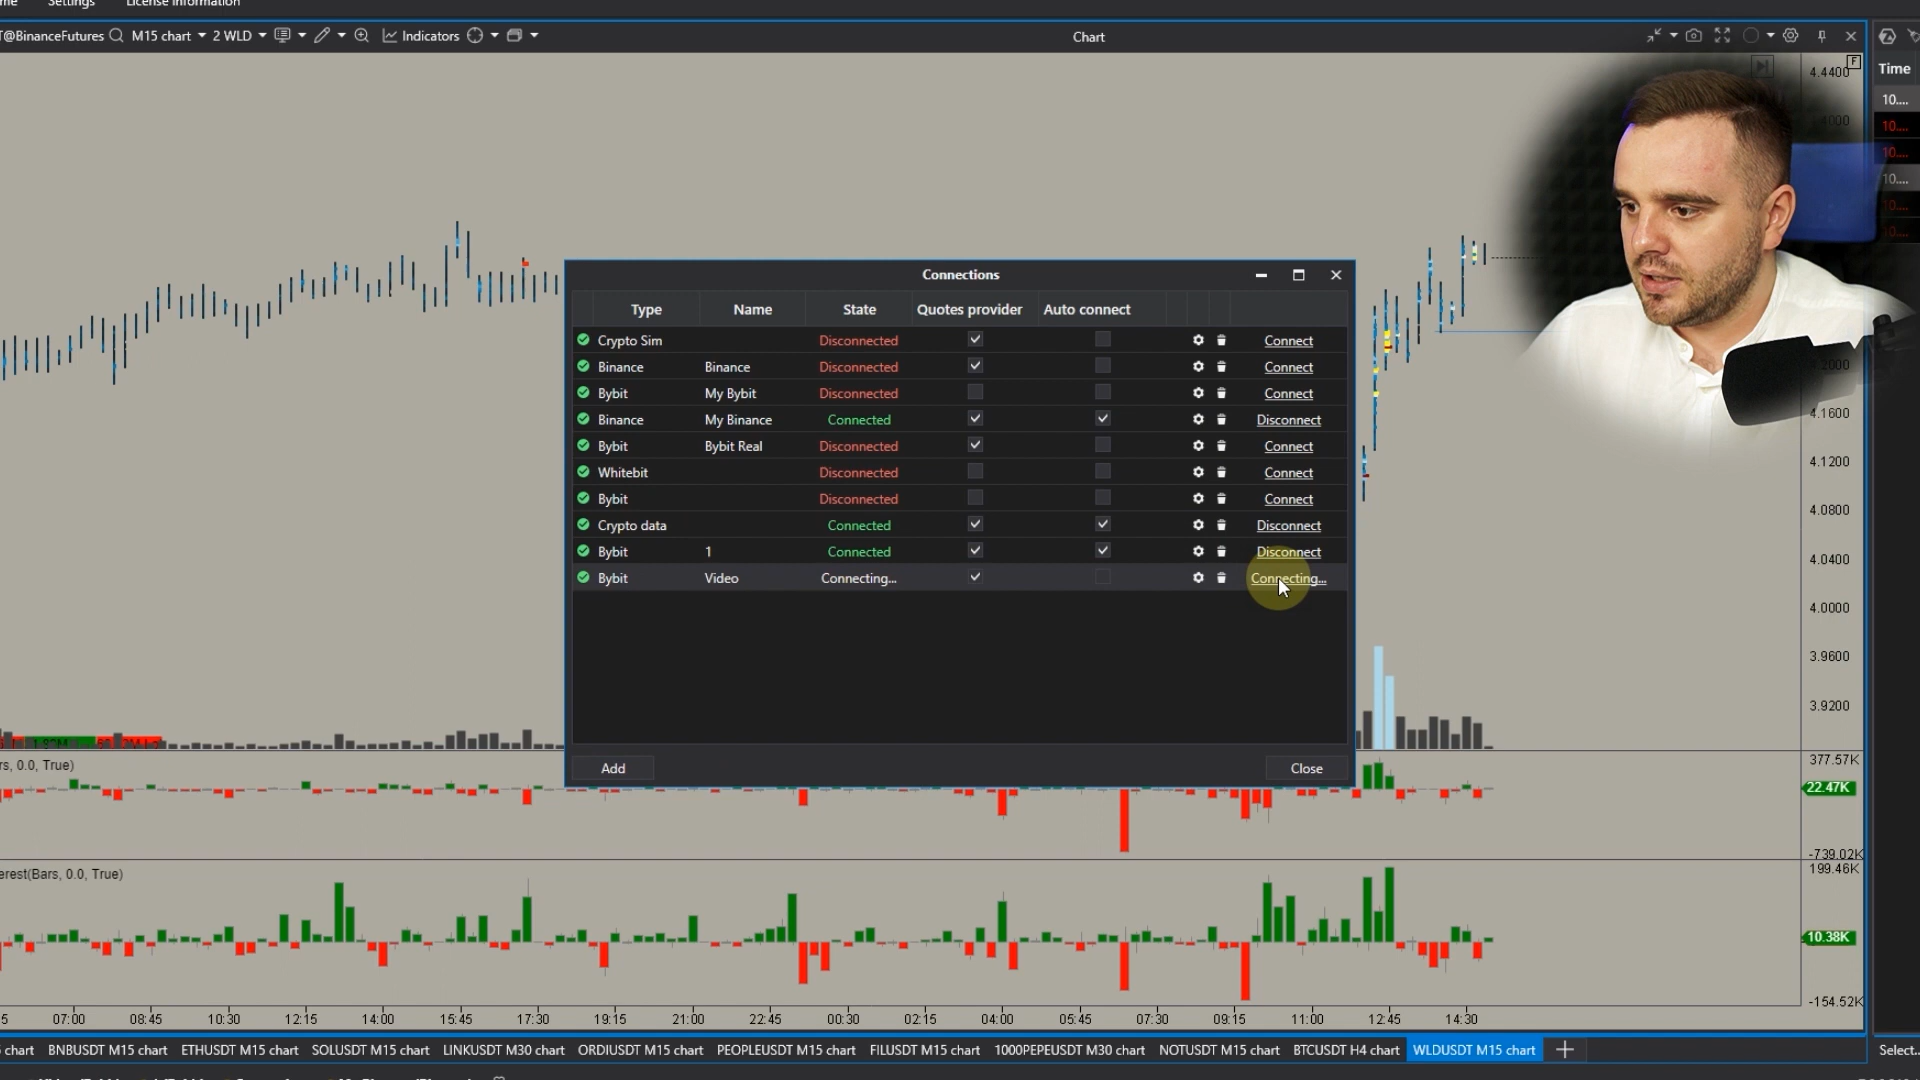 Settings
License information
T@BinanceFutures M15 chart 2 WLD Indicators
Chart
Time
4.4400 F
10....
10....
10....
10....
Connections
Type Name State Quotes provider Auto connect
Crypto Sim Disconnected Connect
Binance Binance Disconnected Connect
Bybit My Bybit Disconnected Connect
Binance My Binance Connected Disconnect
Bybit Bybit Real Disconnected Connect
Whitebit Disconnected Connect
Bybit Disconnected Connect
Crypto data Connected Disconnect
Bybit 1 Connected Disconnect
Bybit Video Connecting... Connecting...
Add Close
4.1600
4.1200
4.0800
4.0400
4.0000
3.9600
3.9200
rs, 0.0, True)
377.57K
22.47K
-739.02K
erest(Bars, 0.0, True)
199.46K
10.38K
-154.52K
5 07:00 08:45 10:30 12:15 14:00 15:45 17:30 19:15 21:00 22:45 00:30 02:15 04:00 05:45 07:30 09:15 11:00 12:45 14:30
chart BNBUSDT M15 chart ETHUSDT M15 chart SOLUSDT M15 chart LINKUSDT M30 chart ORDIUSDT M15 chart PEOPLEUSDT M15 chart FILUSDT M15 chart 1000PEPEUSDT M30 chart NOTUSDT M15 chart BTCUSDT H4 chart WLDUSDT M15 chart Select...